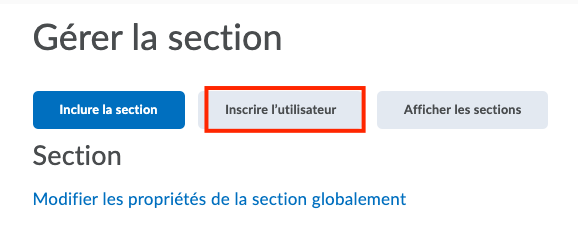 Gérer la section
Inclure la section Inscrire l’utilisateur Afficher les sections
Section
Modifier les propriétés de la section globalement